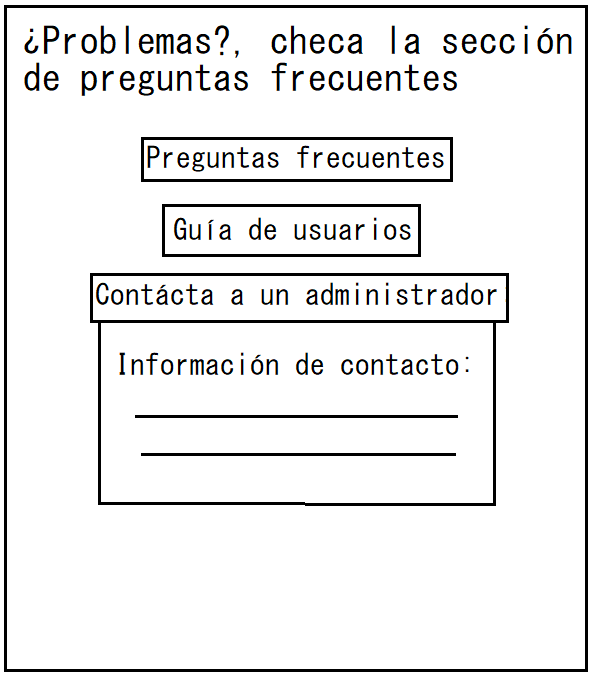 ¿Problemas?, checa la sección
de preguntas frecuentes
Preguntas frecuentes
Guía de usuarios
Contácta a un administrador
Información de contacto: